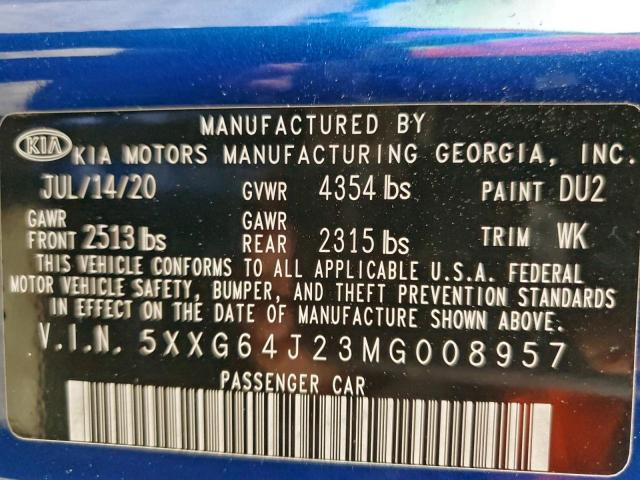 MANUFACTURED BY
KIA KIA MOTORS MANUFACTURING GEORGIA, INC.
JUL/14/20 GVWR 4354 lbs PAINT DU2
GAWR FRONT 2513 lbs GAWR REAR 2315 lbs TRIM WK
THIS VEHICLE CONFORMS TO ALL APPLICABLE U.S.A. FEDERAL
MOTOR VEHICLE SAFETY, BUMPER, AND THEFT PREVENTION STANDARDS
IN EFFECT ON THE DATE OF MANUFACTURE SHOWN ABOVE.
V.I.N. 5XXG64J23MG008957
PASSENGER CAR